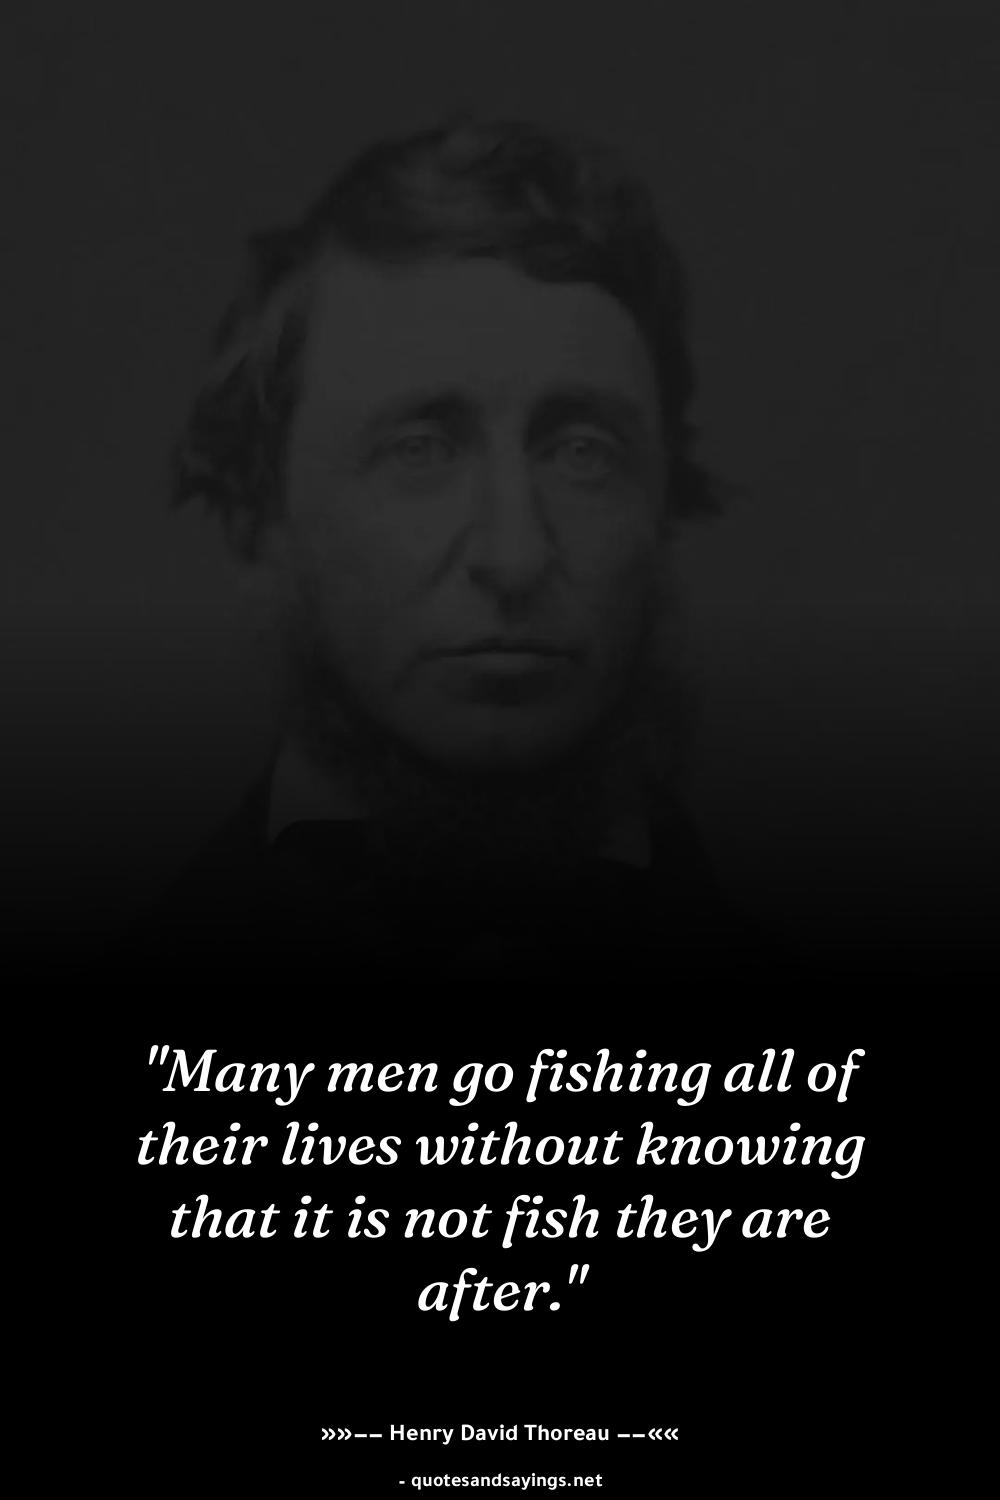 "Many men go fishing all of
their lives without knowing
that it is not fish they are
after."
»»–– Henry David Thoreau ––««
- quotesandsayings.net